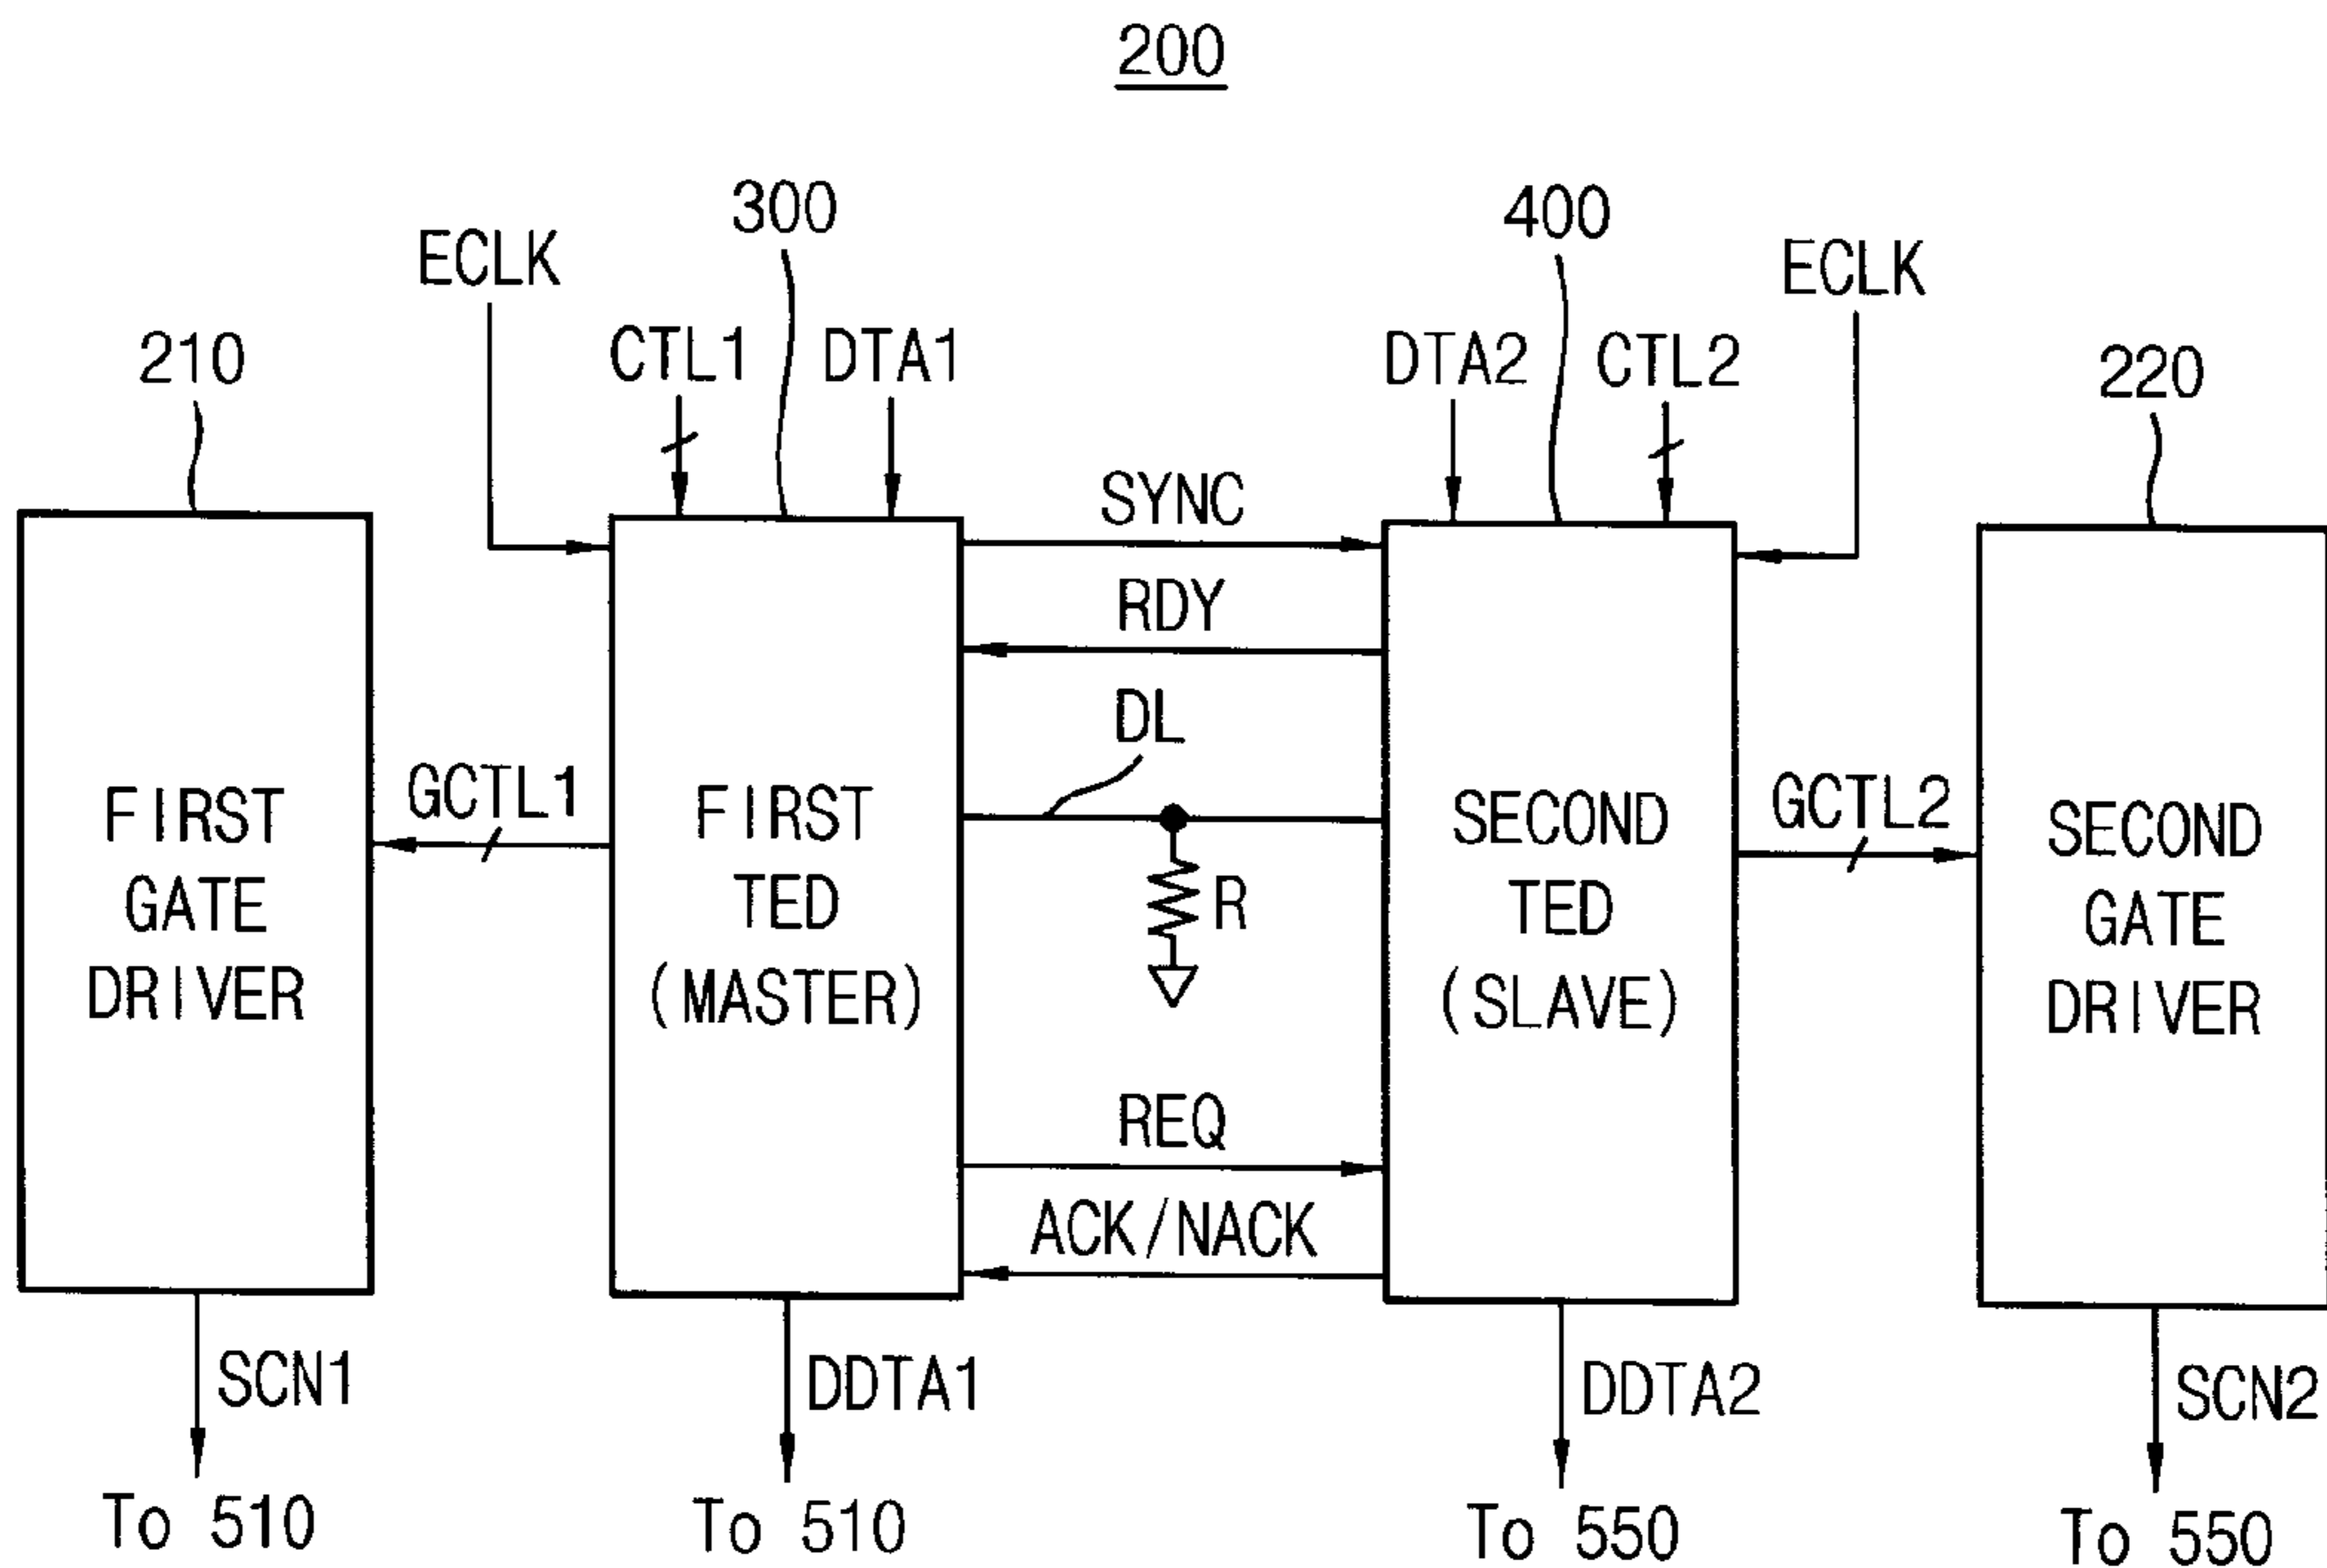 200
300
400
ECLK
ECLK
210
CTL1
DTA1
DTA2
CTL2
220
SYNC
RDY
DL
GCTL1
GCTL2
FIRST
GATE
DRIVER
FIRST
TED
(MASTER)
R
SECOND
TED
(SLAVE)
SECOND
GATE
DRIVER
REQ
ACK/NACK
SCN1
DDTA1
DDTA2
SCN2
To 510
To 510
To 550
To 550